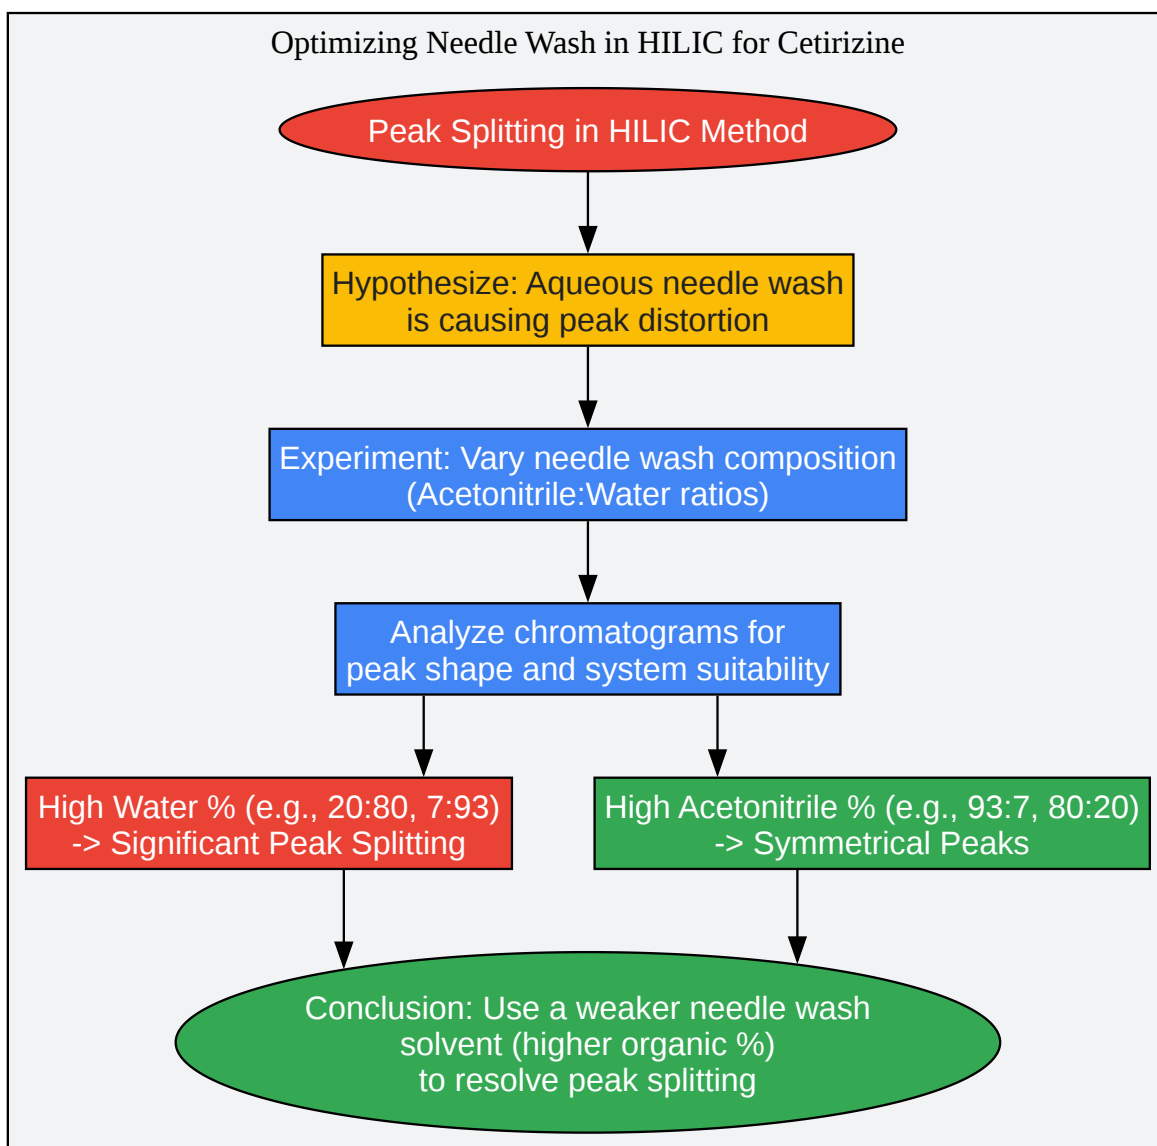 Optimizing Needle Wash in HILIC for Cetirizine
Peak Splitting in HILIC Method
Hypothesize: Aqueous needle wash
is causing peak distortion
Experiment: Vary needle wash composition
(Acetonitrile:Water ratios)
Analyze chromatograms for
peak shape and system suitability
High Water % (e.g., 20:80, 7:93)
-> Significant Peak Splitting
High Acetonitrile % (e.g., 93:7, 80:20)
-> Symmetrical Peaks
Conclusion: Use a weaker needle wash
solvent (higher organic %)
to resolve peak splitting